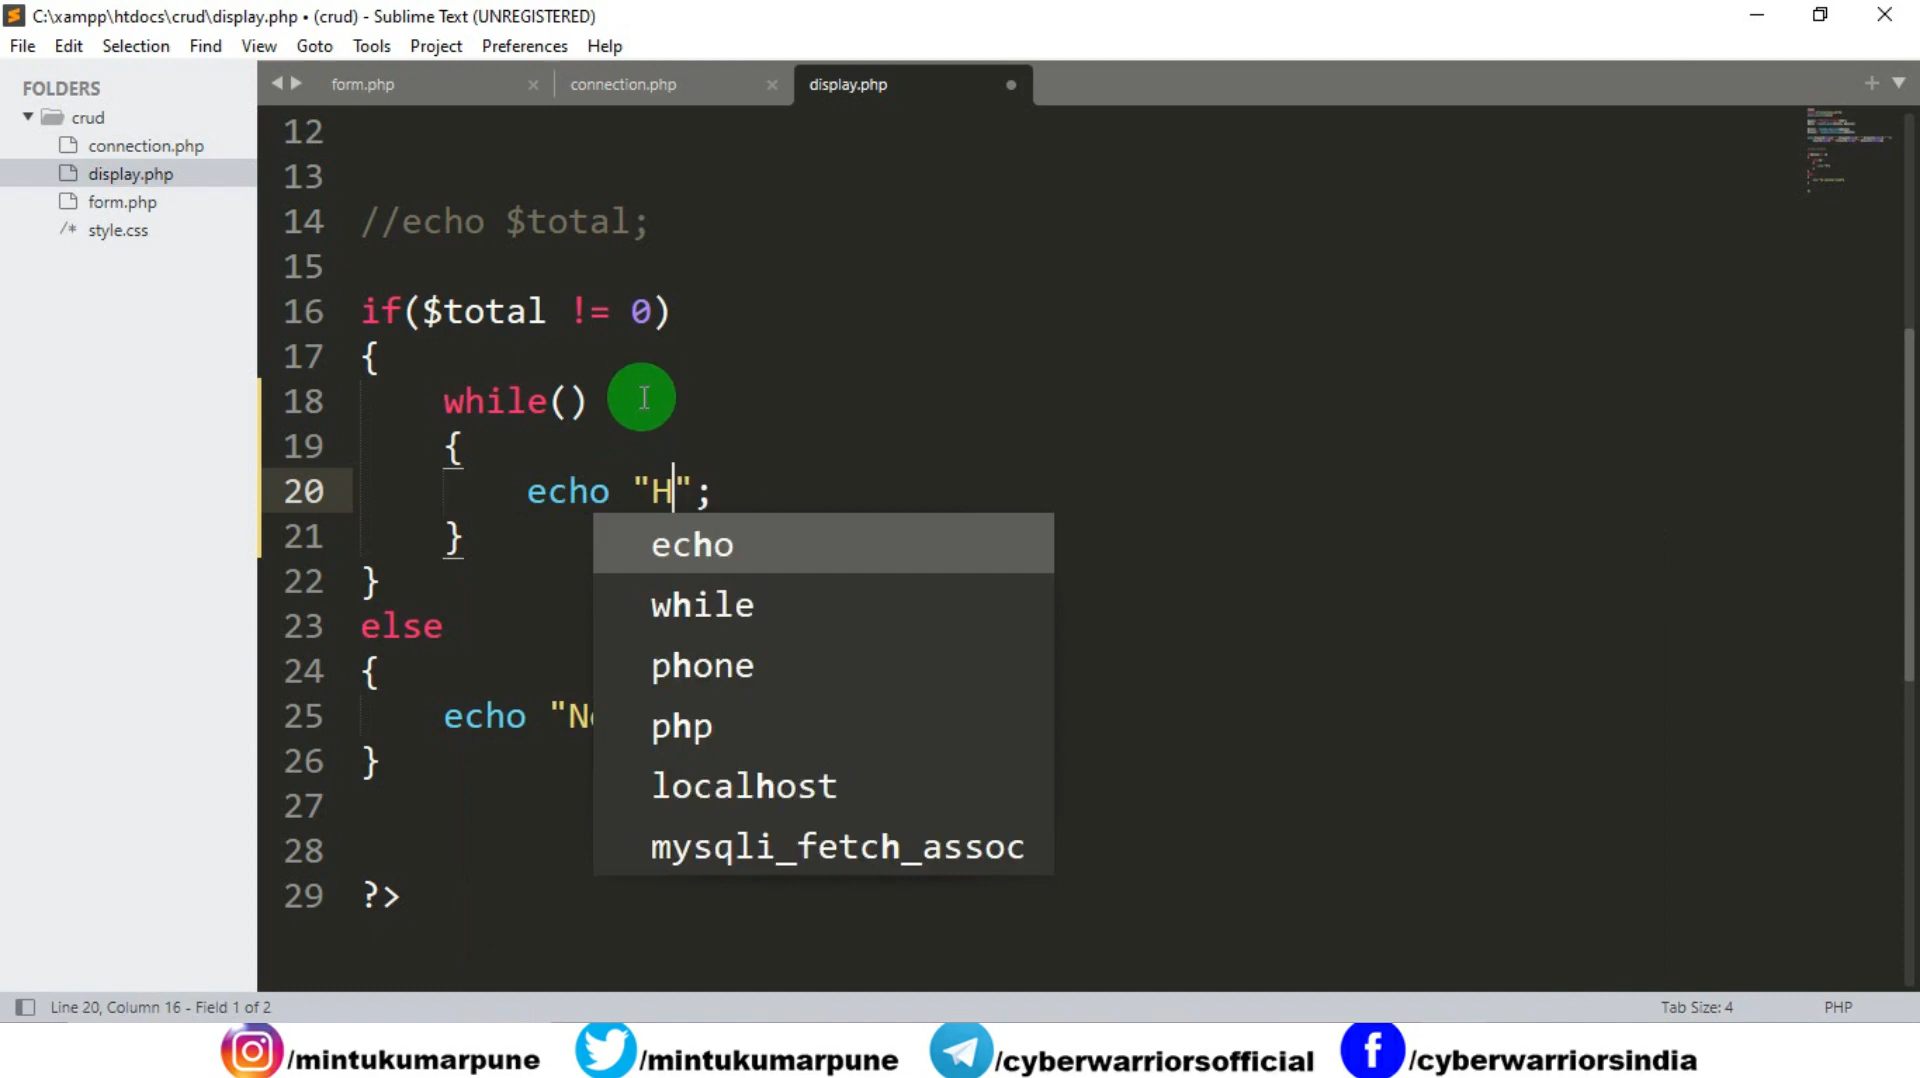 C:\xampp\htdocs\crud\display.php • (crud) - Sublime Text (UNREGISTERED)
File Edit Selection Find View Goto Tools Project Preferences Help
FOLDERS
crud
connection.php
display.php
form.php
/* style.css
form.php connection.php display.php
12
13
14 //echo $total;
15
16 if($total != 0)
17 {
18 while()
19 {
20 echo "H";
21 }
22 }
23 else
24 {
25 echo "No
26 }
27
28
29 ?>
echo
while
phone
php
localhost
mysqli_fetch_assoc
Line 20, Column 16 - Field 1 of 2
Tab Size: 4
PHP
/mintukumarpune /mintukumarpune /cyberwarriorsofficial /cyberwarriorsindia